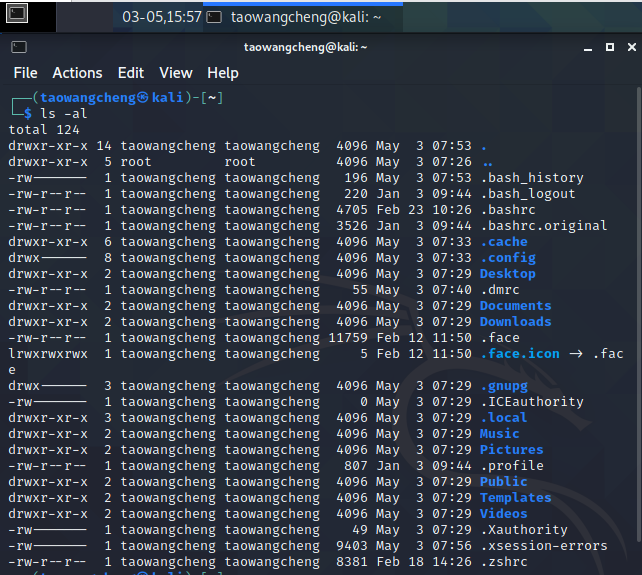 03-05,15:57 taowangcheng@kali: ~
taowangcheng@kali: ~
File Actions Edit View Help
┌──(taowangcheng㉿kali)-[~]
└─$ ls -al
total 124
drwxr-xr-x 14 taowangcheng taowangcheng  4096 May  3 07:53 .
drwxr-xr-x  5 root         root          4096 May  3 07:26 ..
-rw-------  1 taowangcheng taowangcheng   196 May  3 07:53 .bash_history
-rw-r--r--  1 taowangcheng taowangcheng   220 Jan  3 09:44 .bash_logout
-rw-r--r--  1 taowangcheng taowangcheng  4705 Feb 23 10:26 .bashrc
-rw-r--r--  1 taowangcheng taowangcheng  3526 Jan  3 09:44 .bashrc.original
drwxr-xr-x  6 taowangcheng taowangcheng  4096 May  3 07:33 .cache
drwx------  8 taowangcheng taowangcheng  4096 May  3 07:33 .config
drwxr-xr-x  2 taowangcheng taowangcheng  4096 May  3 07:29 Desktop
-rw-r--r--  1 taowangcheng taowangcheng    55 May  3 07:40 .dmrc
drwxr-xr-x  2 taowangcheng taowangcheng  4096 May  3 07:29 Documents
drwxr-xr-x  2 taowangcheng taowangcheng  4096 May  3 07:29 Downloads
-rw-r--r--  1 taowangcheng taowangcheng 11759 Feb 12 11:50 .face
lrwxrwxrwx  1 taowangcheng taowangcheng     5 Feb 12 11:50 .face.icon -> .fac
e
drwx------  3 taowangcheng taowangcheng  4096 May  3 07:29 .gnupg
-rw-------  1 taowangcheng taowangcheng     0 May  3 07:29 .ICEauthority
drwxr-xr-x  3 taowangcheng taowangcheng  4096 May  3 07:29 .local
drwxr-xr-x  2 taowangcheng taowangcheng  4096 May  3 07:29 Music
drwxr-xr-x  2 taowangcheng taowangcheng  4096 May  3 07:29 Pictures
-rw-r--r--  1 taowangcheng taowangcheng   807 Jan  3 09:44 .profile
drwxr-xr-x  2 taowangcheng taowangcheng  4096 May  3 07:29 Public
drwxr-xr-x  2 taowangcheng taowangcheng  4096 May  3 07:29 Templates
drwxr-xr-x  2 taowangcheng taowangcheng  4096 May  3 07:29 Videos
-rw-------  1 taowangcheng taowangcheng    49 May  3 07:29 .Xauthority
-rw-------  1 taowangcheng taowangcheng  9403 May  3 07:56 .xsession-errors
-rw-r--r--  1 taowangcheng taowangcheng  8381 Feb 18 14:26 .zshrc